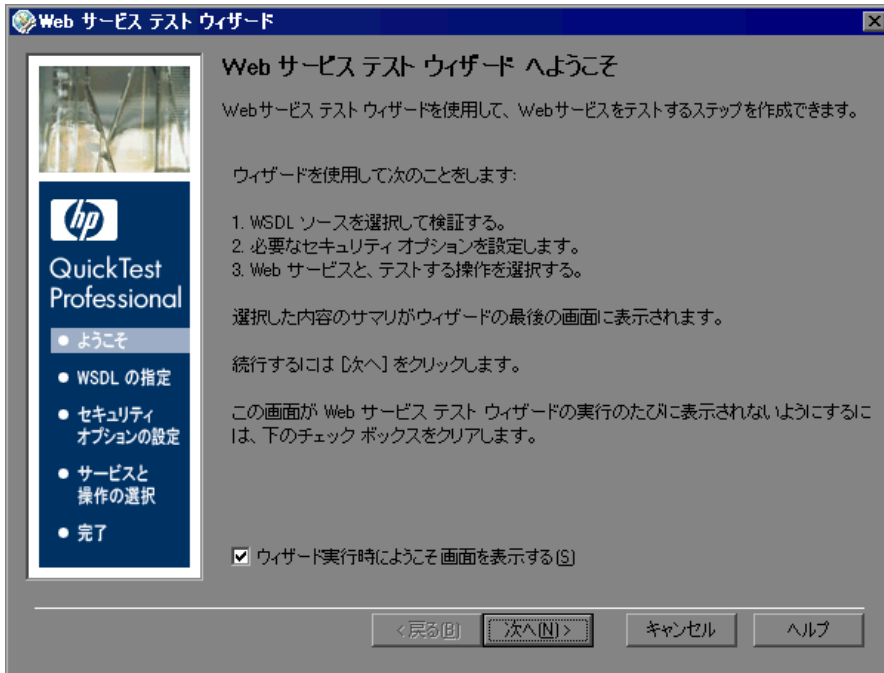 Web サービス テスト ウィザード
Web サービス テスト ウィザード へようこそ
Webサービス テスト ウィザードを使用して、Webサービスをテストするステップを作成できます。
ウィザードを使用して次のことをします:
1. WSDL ソースを選択して検証する。
2. 必要なセキュリティ オプションを設定します。
3. Web サービスと、テストする操作を選択する。
選択した内容のサマリがウィザードの最後の画面に表示されます。
続行するには [次へ] をクリックします。
この画面が Web サービス テスト ウィザードの実行のたびに表示されないようにするに
は、下のチェック ボックスをクリアします。
ウィザード実行時にようこそ画面を表示する(S)
hp
QuickTest
Professional
ようこそ
WSDL の指定
セキュリティ
オプションの設定
サービスと
操作の選択
完了
<戻る(B)
次へ(N)>
キャンセル
ヘルプ